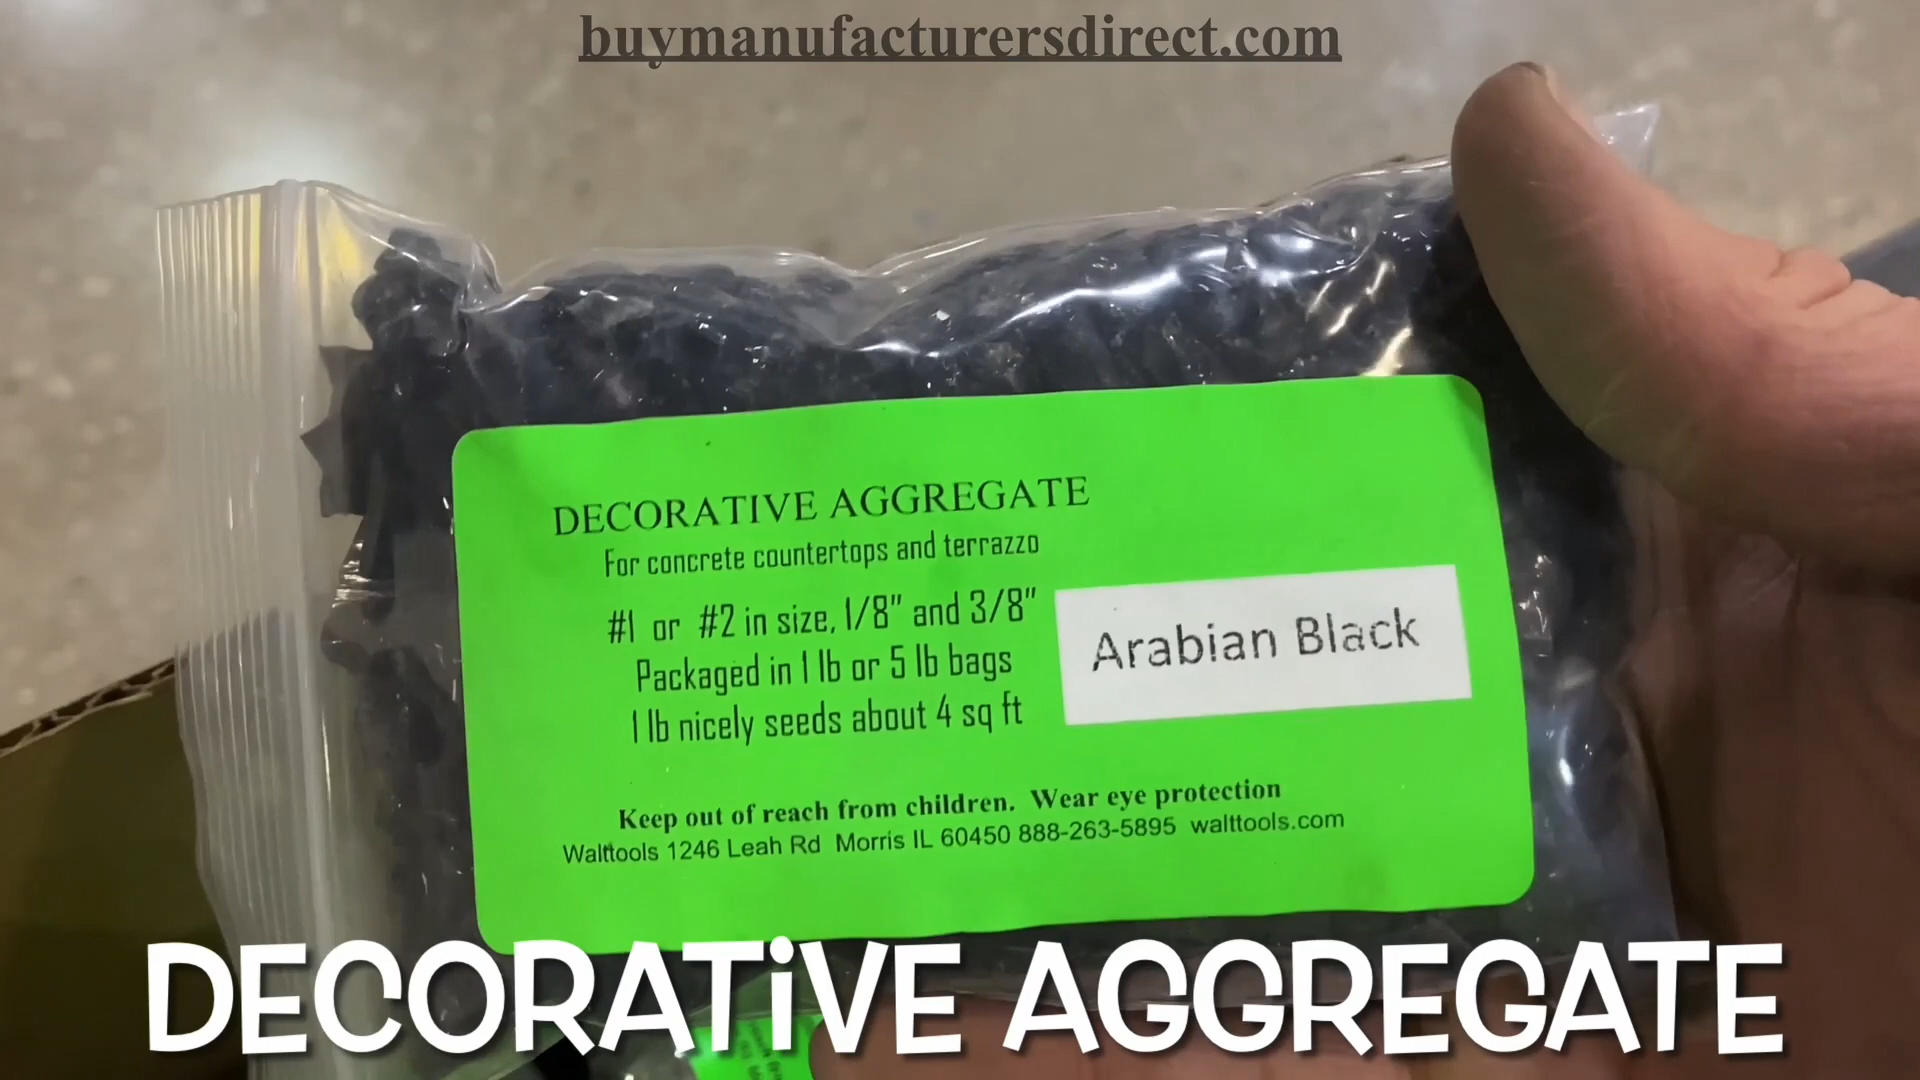 buymanufacturersdirect.com
DECORATIVE AGGREGATE
For concrete countertops and terrazzo
#1 or #2 in size, 1/8" and 3/8"
Packaged in 1 lb or 5 lb bags
1 lb nicely seeds about 4 sq ft
Arabian Black
Keep out of reach from children. Wear eye protection
Walttools 1246 Leah Rd Morris IL 60450 888-263-5895 walttools.com
DECORATiVE AGGREGATE